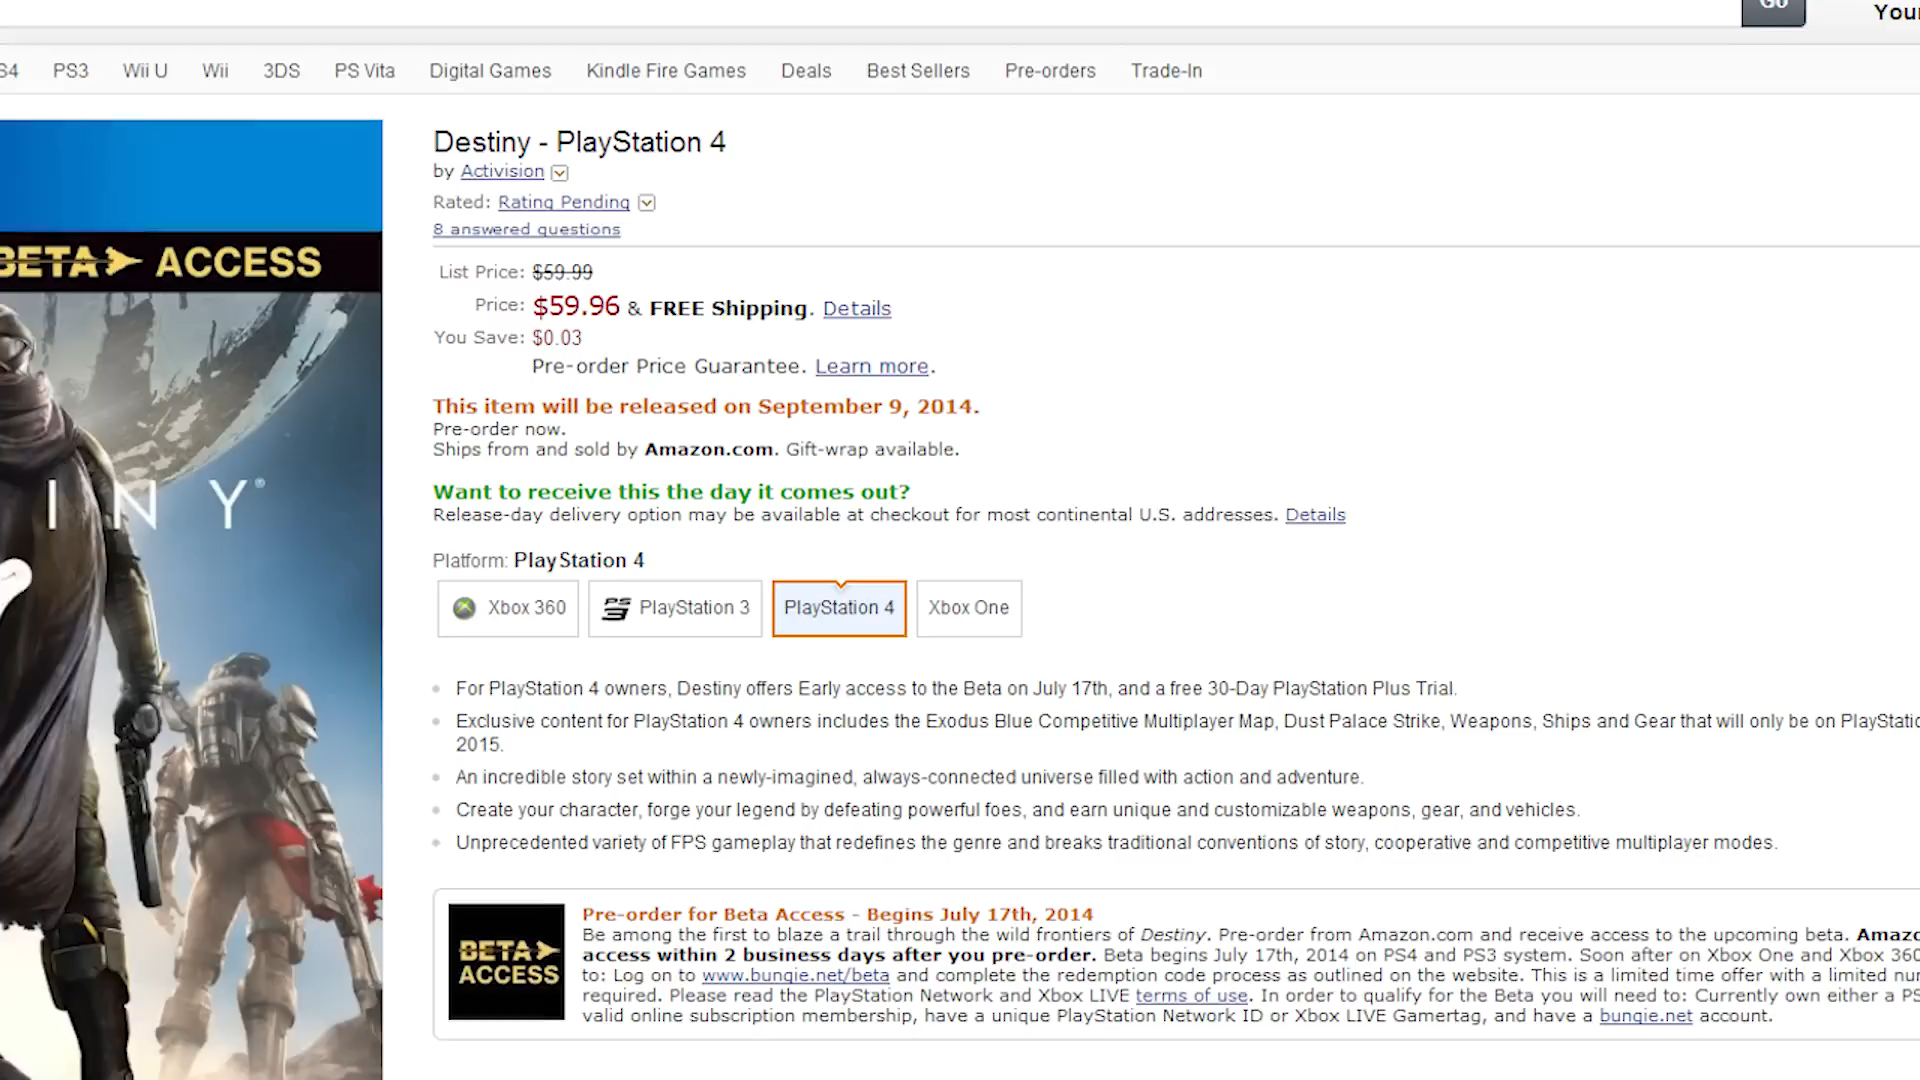 Go
Your
PS3 Wii U Wii 3DS PS Vita Digital Games Kindle Fire Games Deals Best Sellers Pre-orders Trade-In
BETA ACCESS
INY®
Destiny - PlayStation 4
by Activision
Rated: Rating Pending
8 answered questions
List Price: $59.99
Price: $59.96 & FREE Shipping. Details
You Save: $0.03
Pre-order Price Guarantee. Learn more.
This item will be released on September 9, 2014.
Pre-order now.
Ships from and sold by Amazon.com. Gift-wrap available.
Want to receive this the day it comes out?
Release-day delivery option may be available at checkout for most continental U.S. addresses. Details
Platform: PlayStation 4
Xbox 360 PS3 PlayStation 3 PlayStation 4 Xbox One
For PlayStation 4 owners, Destiny offers Early access to the Beta on July 17th, and a free 30-Day PlayStation Plus Trial.
Exclusive content for PlayStation 4 owners includes the Exodus Blue Competitive Multiplayer Map, Dust Palace Strike, Weapons, Ships and Gear that will only be on PlayStatio
2015.
An incredible story set within a newly-imagined, always-connected universe filled with action and adventure.
Create your character, forge your legend by defeating powerful foes, and earn unique and customizable weapons, gear, and vehicles.
Unprecedented variety of FPS gameplay that redefines the genre and breaks traditional conventions of story, cooperative and competitive multiplayer modes.
BETA ACCESS
Pre-order for Beta Access - Begins July 17th, 2014
Be among the first to blaze a trail through the wild frontiers of Destiny. Pre-order from Amazon.com and receive access to the upcoming beta. Amazo
access within 2 business days after you pre-order. Beta begins July 17th, 2014 on PS4 and PS3 system. Soon after on Xbox One and Xbox 360
to: Log on to www.bungie.net/beta and complete the redemption code process as outlined on the website. This is a limited time offer with a limited nu
required. Please read the PlayStation Network and Xbox LIVE terms of use. In order to qualify for the Beta you will need to: Currently own either a PS
valid online subscription membership, have a unique PlayStation Network ID or Xbox LIVE Gamertag, and have a bungie.net account.